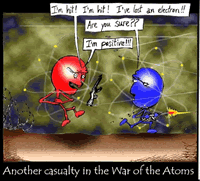 I'm hit! I'm hit! I've lost an electron!!
Are you sure??
I'm positive!!!
Another casualty in the War of the Atoms